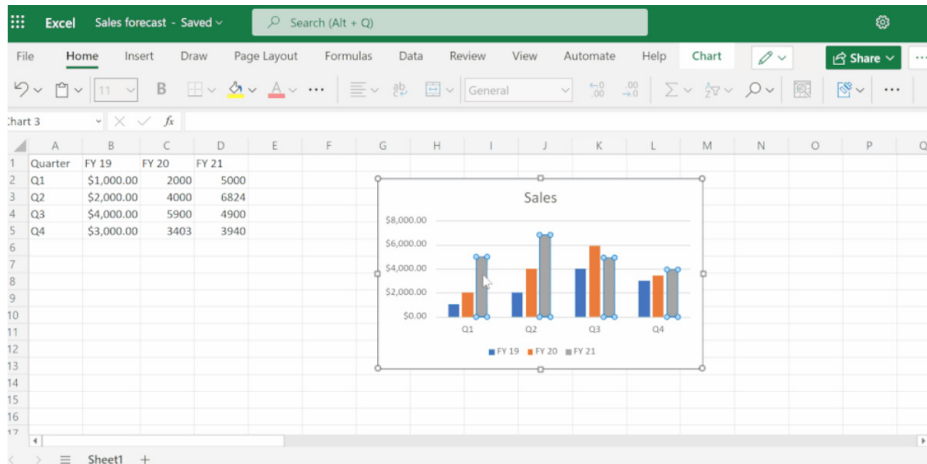 Excel Sales forecast - Saved Search (Alt + Q)
File Home Insert Draw Page Layout Formulas Data Review View Automate Help Chart Share ...
11 B A ... ab General .00 .00 ...
Chart 3 fx
A B C D E F G H I J K L M N O P Q
1 Quarter FY 19 FY 20 FY 21
2 Q1 $1,000.00 2000 5000
3 Q2 $2,000.00 4000 6824
4 Q3 $4,000.00 5900 4900
5 Q4 $3,000.00 3403 3940
6
7
8
9
10
11
12
13
14
15
16
17
Sales
$8,000.00
$6,000.00
$4,000.00
$2,000.00
$0.00
Q1 Q2 Q3 Q4
FY 19 FY 20 FY 21
Sheet1 +